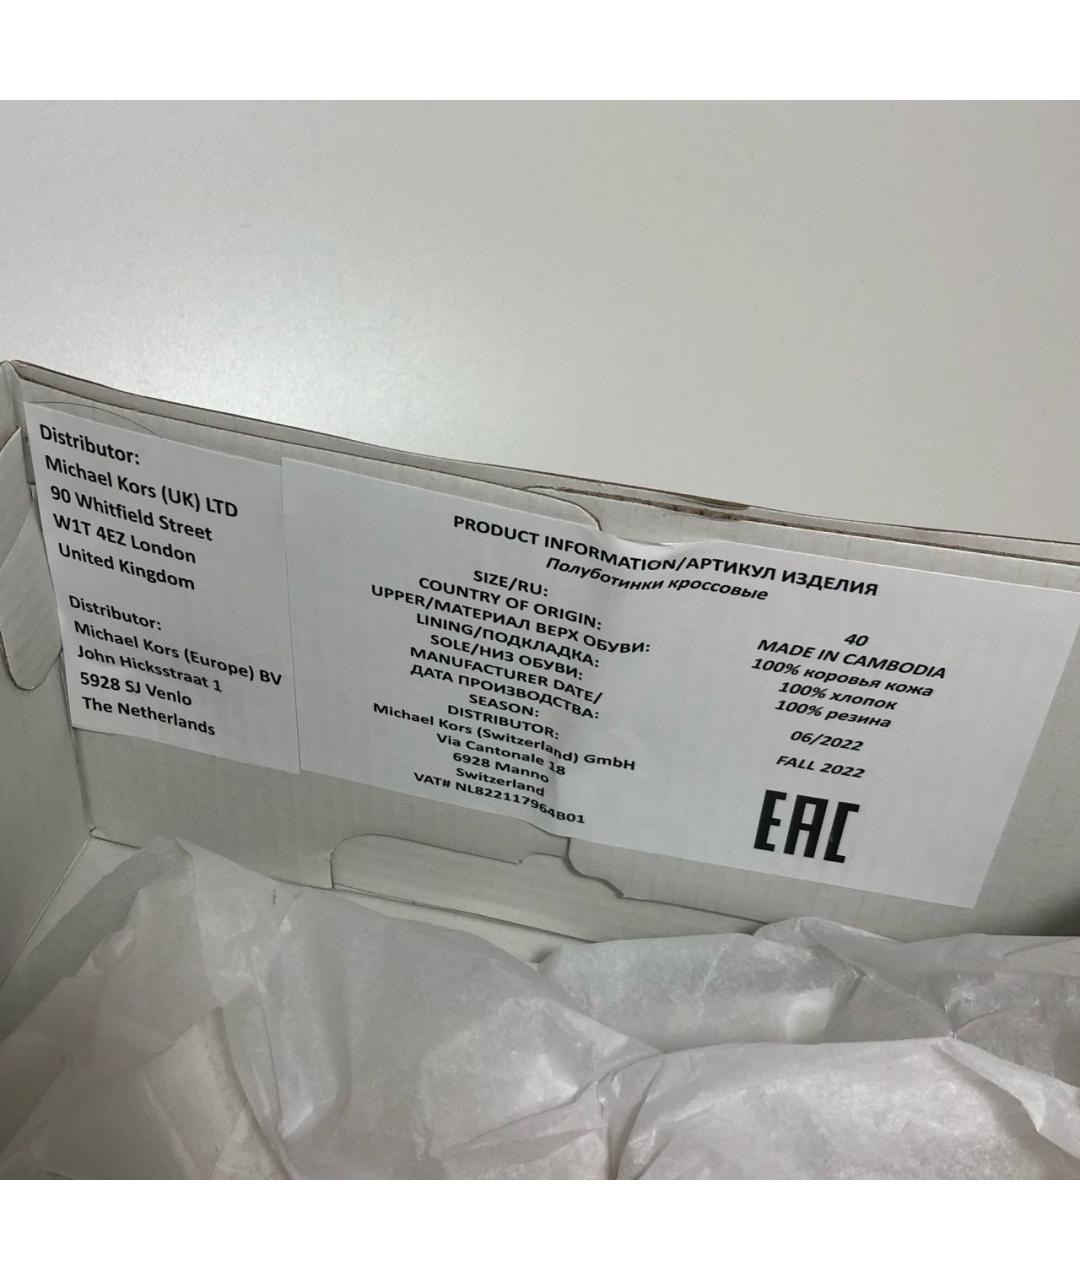 Distributor:
Michael Kors (UK) LTD
90 Whitfield Street
W1T 4EZ London
United Kingdom
Distributor:
Michael Kors (Europe) BV
John Hicksstraat 1
5928 SJ Venlo
The Netherlands
PRODUCT INFORMATION/АРТИКУЛ ИЗДЕЛИЯ
Полуботинки кроссовые
SIZE/RU: 40
COUNTRY OF ORIGIN: MADE IN CAMBODIA
UPPER/МАТЕРИАЛ ВЕРХ ОБУВИ: 100% коровья кожа
LINING/ПОДКЛАДКА: 100% хлопок
SOLE/НИЗ ОБУВИ: 100% резина
MANUFACTURER DATE/
ДАТА ПРОИЗВОДСТВА: 06/2022
SEASON: FALL 2022
DISTRIBUTOR:
Michael Kors (Switzerland) GmbH
Via Cantonale 18
6928 Manno
Switzerland
VAT# NL822117964B01
EAC